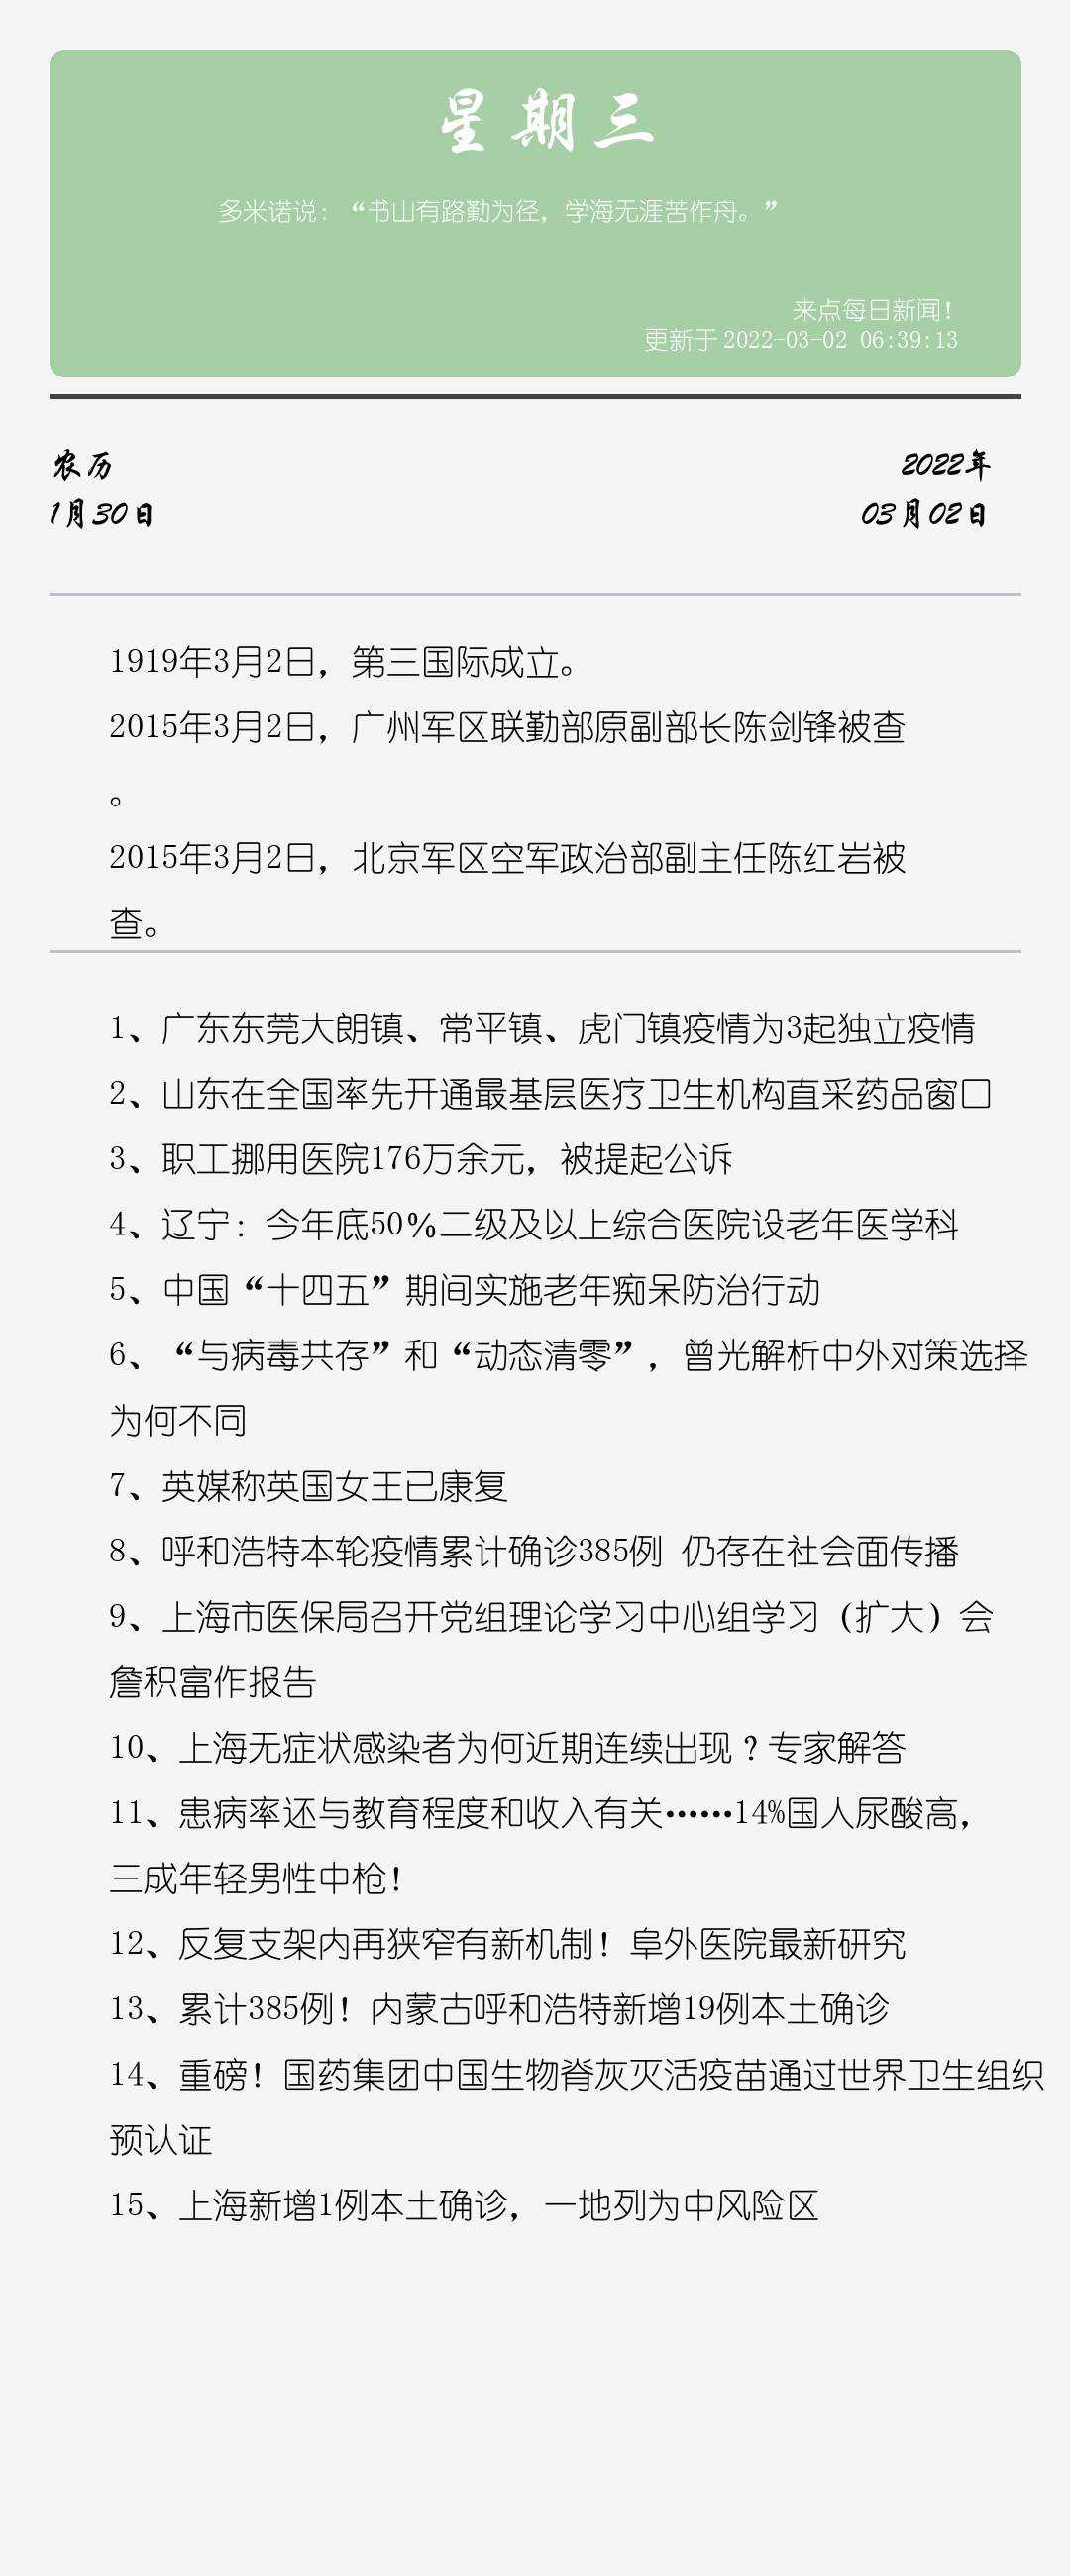 星期三
多米诺说：“书山有路勤为径，学海无涯苦作舟。”
来点每日新闻！
更新于 2022-03-02 06:39:13
农历
2022年
1月30日
03月02日
1919年3月2日，第三国际成立。
2015年3月2日，广州军区联勤部原副部长陈剑锋被查
。
2015年3月2日，北京军区空军政治部副主任陈红岩被
查。
1、广东东莞大朗镇、常平镇、虎门镇疫情为3起独立疫情
2、山东在全国率先开通最基层医疗卫生机构直采药品窗口
3、职工挪用医院176万余元，被提起公诉
4、辽宁：今年底50%二级及以上综合医院设老年医学科
5、中国“十四五”期间实施老年痴呆防治行动
6、“与病毒共存”和“动态清零”，曾光解析中外对策选择
为何不同
7、英媒称英国女王已康复
8、呼和浩特本轮疫情累计确诊385例 仍存在社会面传播
9、上海市医保局召开党组理论学习中心组学习（扩大）会
詹积富作报告
10、上海无症状感染者为何近期连续出现？专家解答
11、患病率还与教育程度和收入有关……14%国人尿酸高，
三成年轻男性中枪！
12、反复支架内再狭窄有新机制！阜外医院最新研究
13、累计385例！内蒙古呼和浩特新增19例本土确诊
14、重磅！国药集团中国生物脊灰灭活疫苗通过世界卫生组织
预认证
15、上海新增1例本土确诊，一地列为中风险区